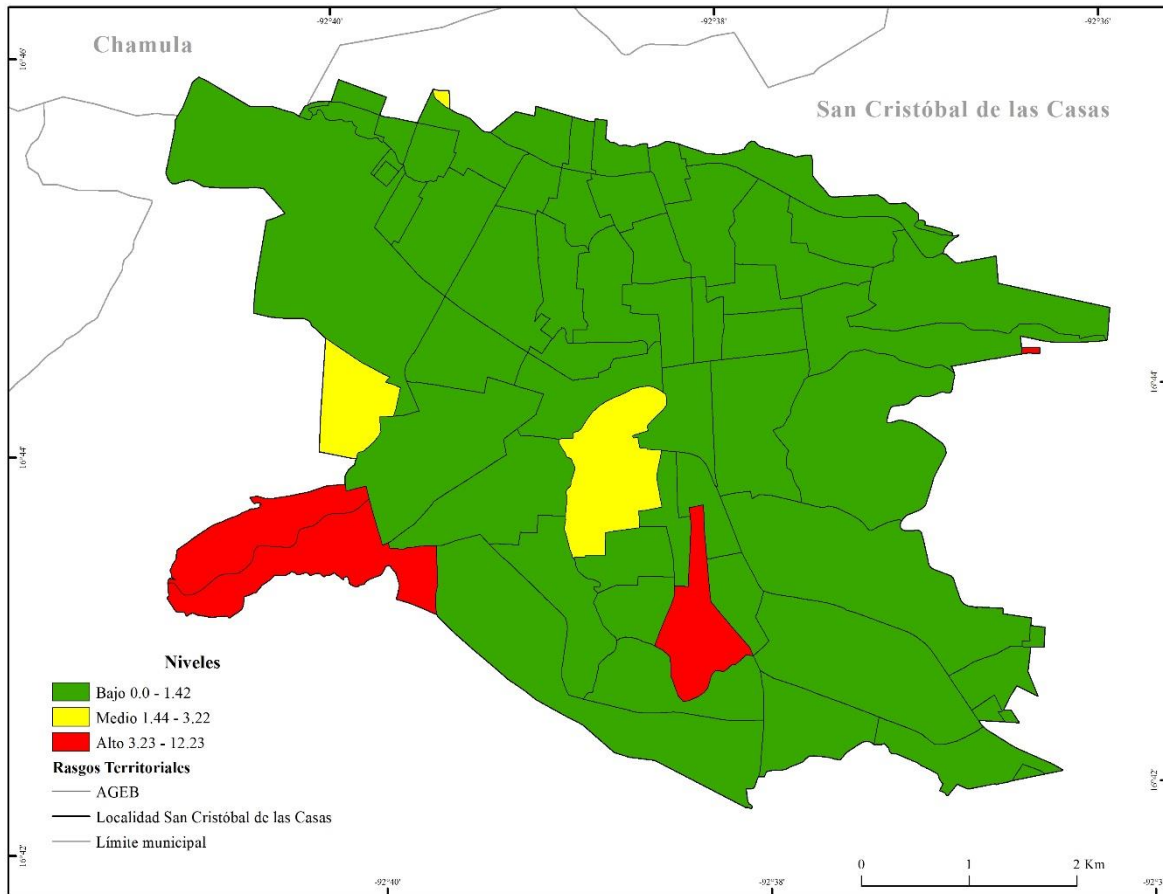 -92°40'
-92°38'
-92°36'
Chamula
16°46'
San Cristóbal de las Casas
16°44'
16°44'
Niveles
Bajo 0.0 - 1.42
Medio 1.44 - 3.22
Alto 3.23 - 12.23
Rasgos Territoriales
AGEB
Localidad San Cristóbal de las Casas
Límite municipal
16°42'
16°42'
0 1 2 Km
-92°40'
-92°38'